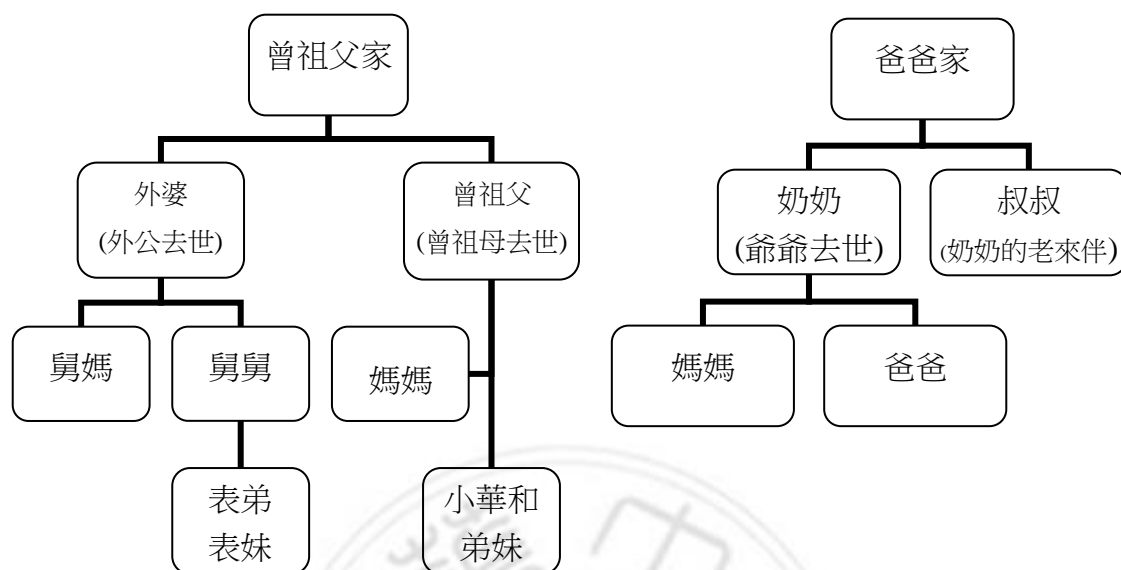 曾祖父家
爸爸家
外婆
(外公去世)
曾祖父
(曾祖母去世)
奶奶
(爺爺去世)
叔叔
(奶奶的老來伴)
舅媽
舅舅
媽媽
媽媽
爸爸
表弟
表妹
小華和
弟妹